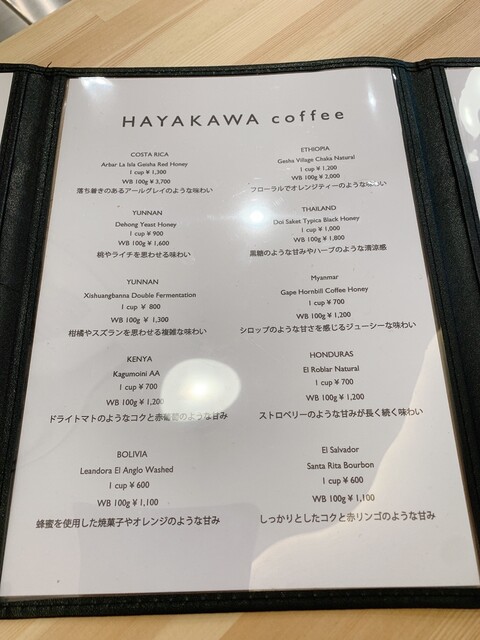 HAYAKAWA coffee
COSTA RICA
Arbar La Isla Geisha Red Honey
1 cup ¥ 1,300
WB 100g ¥ 3,700
落ち着きのあるアールグレイのような味わい
ETHIOPIA
Gesha Village Chaka Natural
1 cup ¥ 1,200
WB 100g ¥ 2,000
フローラルでオレンジティーのような味わい
YUNNAN
Dehong Yeast Honey
1 cup ¥ 900
WB 100g ¥ 1,600
桃やライチを思わせる味わい
THAILAND
Doi Saket Typica Black Honey
1 cup ¥ 1,000
WB 100g ¥ 1,800
黒糖のような甘みやハーブのような清涼感
YUNNAN
Xishuangbanna Double Fermentation
1 cup ¥ 800
WB 100g ¥ 1,300
柑橘やスズランを思わせる複雑な味わい
Myanmar
Gape Hornbill Coffee Honey
1 cup ¥ 700
WB 100g ¥ 1,200
シロップのような甘さを感じるジューシーな味わい
KENYA
Kagumoini AA
1 cup ¥ 700
WB 100g ¥ 1,200
ドライトマトのようなコクと赤葡萄のような甘み
HONDURAS
El Roblar Natural
1 cup ¥ 700
WB 100g ¥ 1,200
ストロベリーのような甘みが長く続く味わい
BOLIVIA
Leandora El Anglo Washed
1 cup ¥ 600
WB 100g ¥ 1,100
蜂蜜を使用した焼菓子やオレンジのような甘み
El Salvador
Santa Rita Bourbon
1 cup ¥ 600
WB 100g ¥ 1,100
しっかりとしたコクと赤リンゴのような甘み